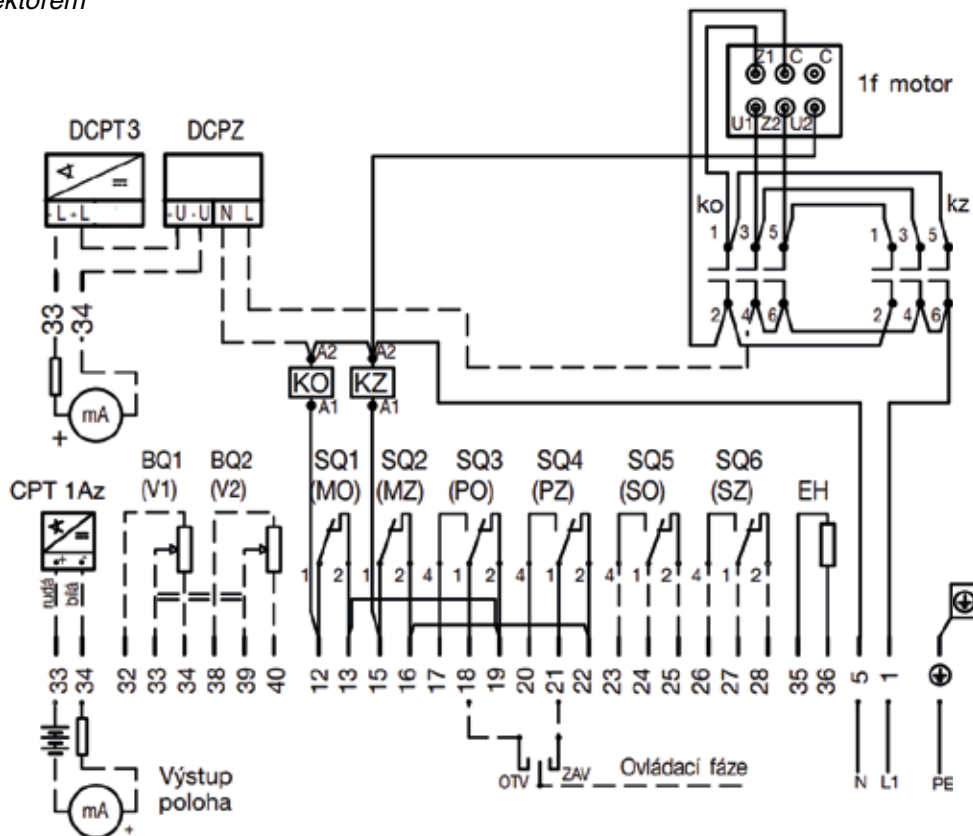 ektorem
Z1 C C
U1 Z2 U2
1f motor
DCPT3
DCPZ
-L +L
+U -U N L
33
34
mA
+
ko
kz
1 3 5 1 3 5
2 4 6 2 4 6
A2 A2
KO KZ
A1 A1
CPT 1Az
BQ1
(V1)
BQ2
(V2)
SQ1
(MO)
SQ2
(MZ)
SQ3
(PO)
SQ4
(PZ)
SQ5
(SO)
SQ6
(SZ)
EH
+ -
rudá
bílá
1 2 1 2 4 1 2 4 1 2 4 1 2 4 1 2
33 34 32 33 34 38 39 40 12 13 15 16 17 18 19 20 21 22 23 24 25 26 27 28 35 36 5 1
Výstup
poloha
mA
+
OTV
ZAV
Ovládací fáze
N L1 PE